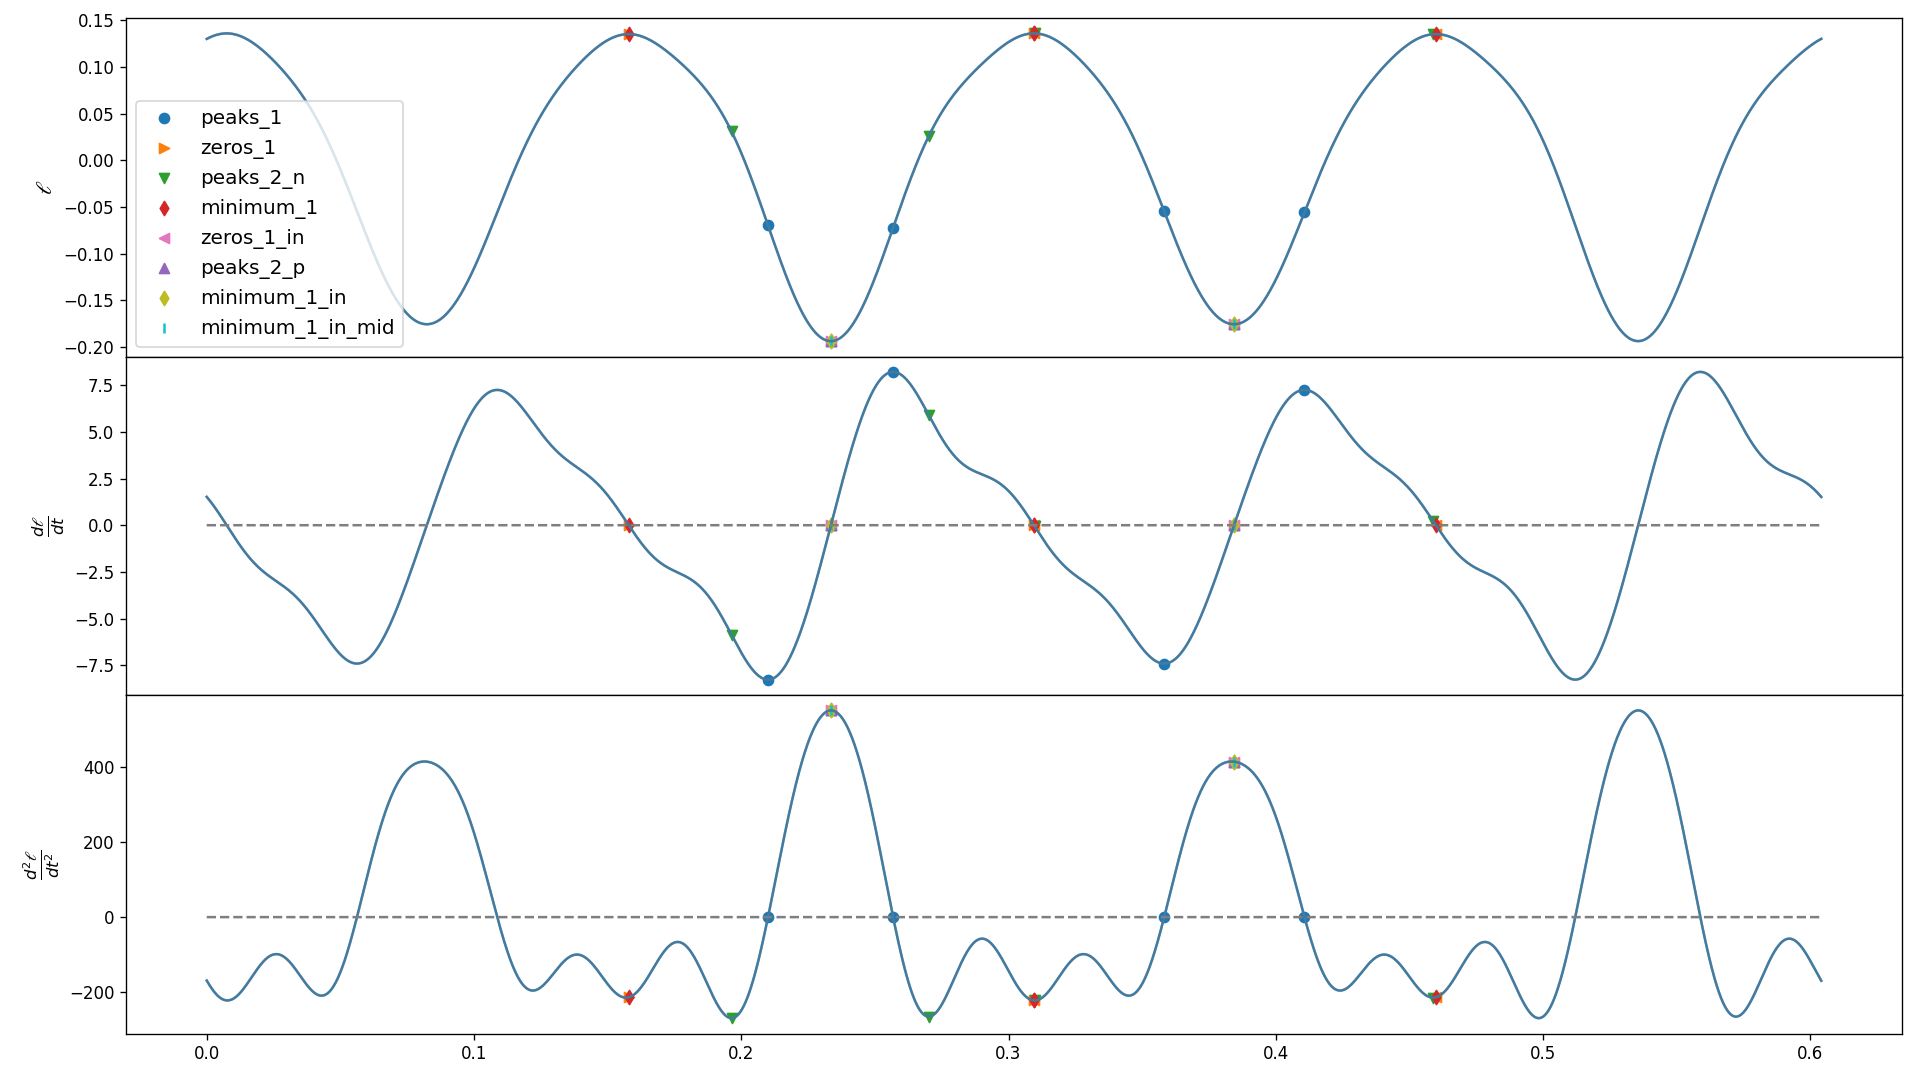 0.15
0.10
0.05
0.00
−0.05
−0.10
−0.15
−0.20
ℓ
peaks_1
zeros_1
peaks_2_n
minimum_1
zeros_1_in
peaks_2_p
minimum_1_in
minimum_1_in_mid
7.5
5.0
2.5
0.0
−2.5
−5.0
−7.5
dℓ
dt
400
200
0
−200
d²ℓ
dt²
0.0 0.1 0.2 0.3 0.4 0.5 0.6